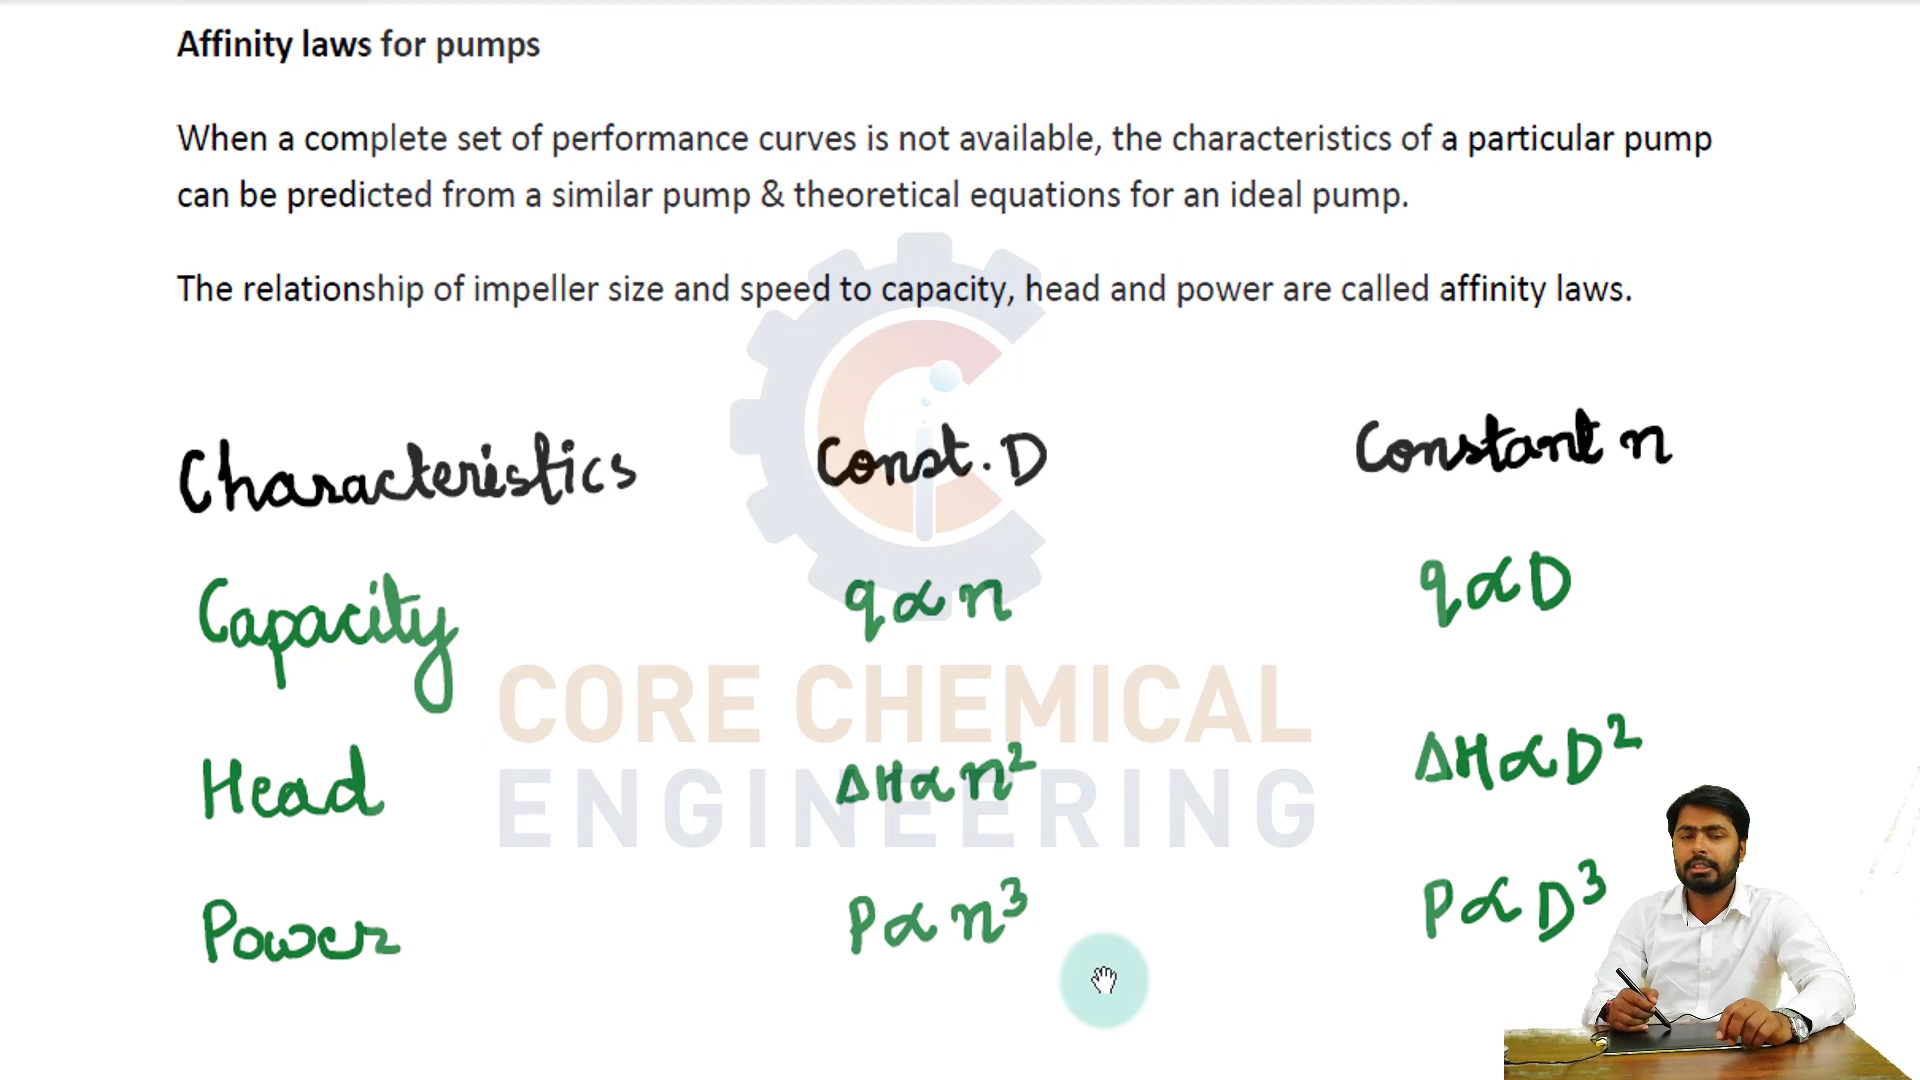 Affinity laws for pumps
When a complete set of performance curves is not available, the characteristics of a particular pump
can be predicted from a similar pump & theoretical equations for an ideal pump.
The relationship of impeller size and speed to capacity, head and power are called affinity laws.
Characteristics Const. D Constant n
Capacity q ∝ n q ∝ D
CORE CHEMICAL
ENGINEERING
Head ΔH ∝ n² ΔH ∝ D²
Power P ∝ n³ P ∝ D³